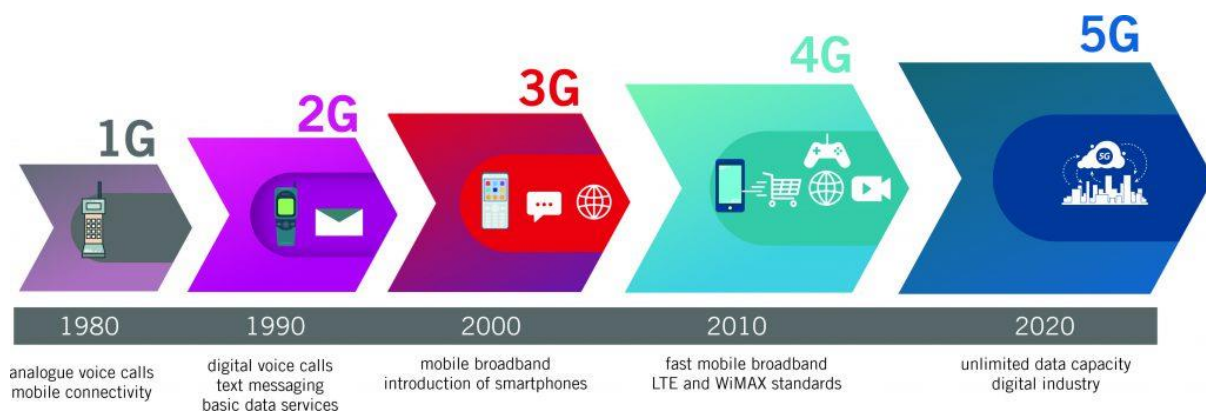 1G
2G
3G
4G
5G
5G
1980
1990
2000
2010
2020
analogue voice calls
mobile connectivity
digital voice calls
text messaging
basic data services
mobile broadband
introduction of smartphones
fast mobile broadband
LTE and WiMAX standards
unlimited data capacity
digital industry